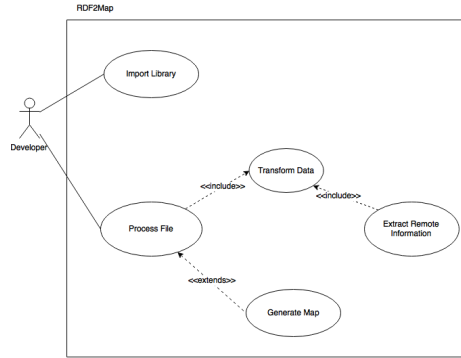 RDF2Map
Import Library
Developer
Transform Data
<<include>>
<<include>>
Process File
Extract Remote
Information
<<extends>>
Generate Map